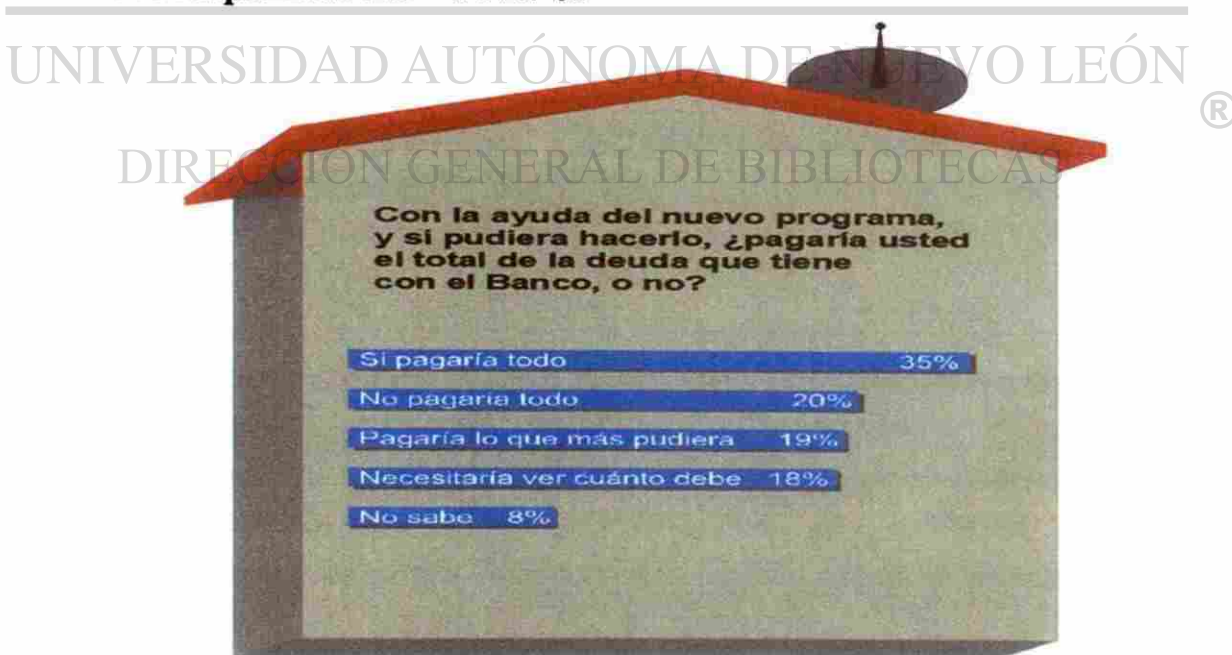 UNIVERSIDAD AUTÓNOMA DE NUEVO LEÓN
®
DIRECCIÓN GENERAL DE BIBLIOTECAS
Con la ayuda del nuevo programa,
y si pudiera hacerlo, ¿pagaría usted
el total de la deuda que tiene
con el Banco, o no?
Si pagaría todo 35%
No pagaria todo 20%
Pagaría lo que más pudiera 19%
Necesitaría ver cuánto debe 18%
No sabe 8%